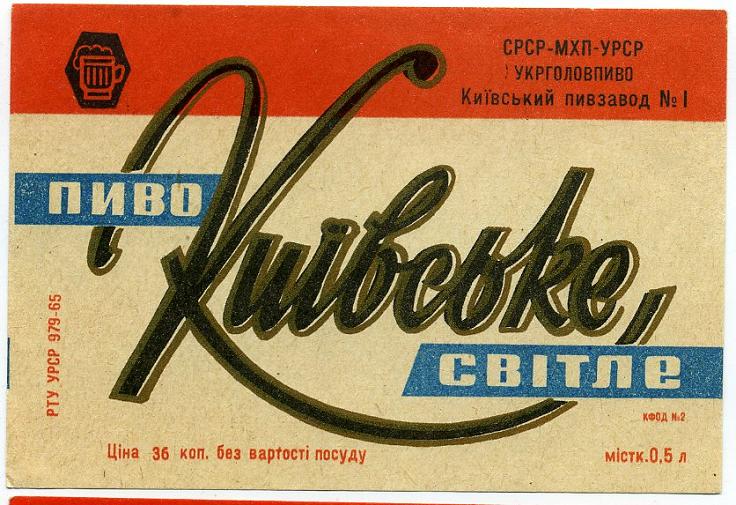 СРСР-МХП-УРСР
УКРГОЛОВПИВО
Київський пивзавод №1
ПИВО
Київське,
СВІТЛЕ
РТУ УРСР 979-65
КФОД №2
Ціна 36 коп. без вартості посуду
містк.0,5 л